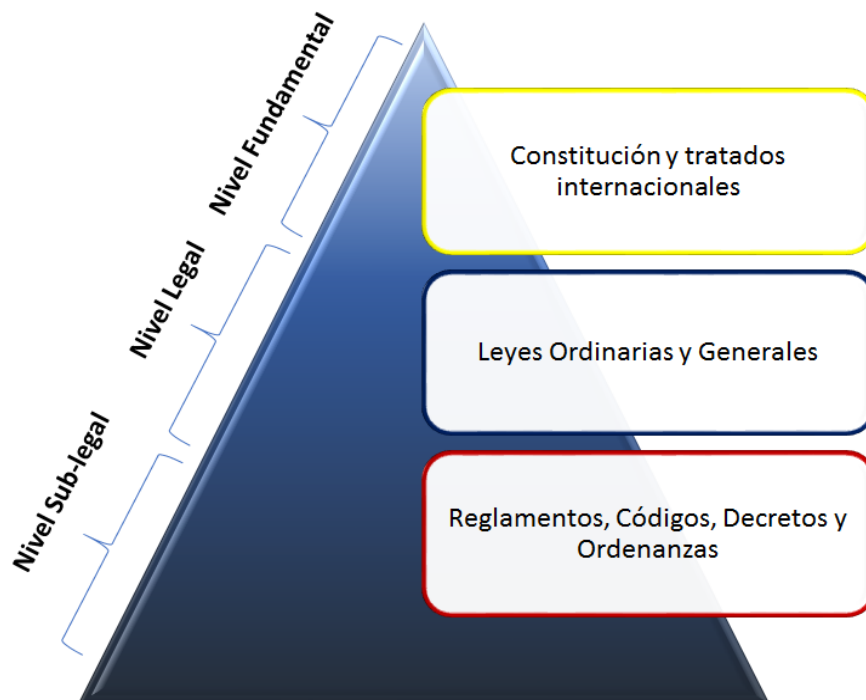 Nivel Fundamental
Constitución y tratados
internacionales
Nivel Legal
Leyes Ordinarias y Generales
Nivel Sub-legal
Reglamentos, Códigos, Decretos y
Ordenanzas